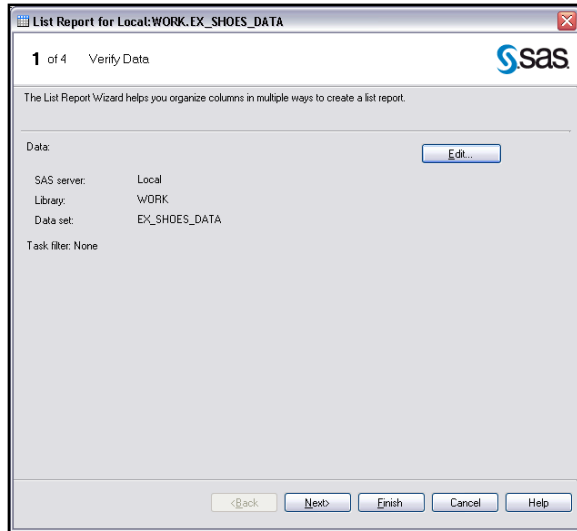 List Report for Local:WORK.EX_SHOES_DATA
1 of 4 Verify Data
sas
The List Report Wizard helps you organize columns in multiple ways to create a list report.
Data:
Edit...
SAS server: Local
Library: WORK
Data set: EX_SHOES_DATA
Task filter: None
<Back Next> Finish Cancel Help